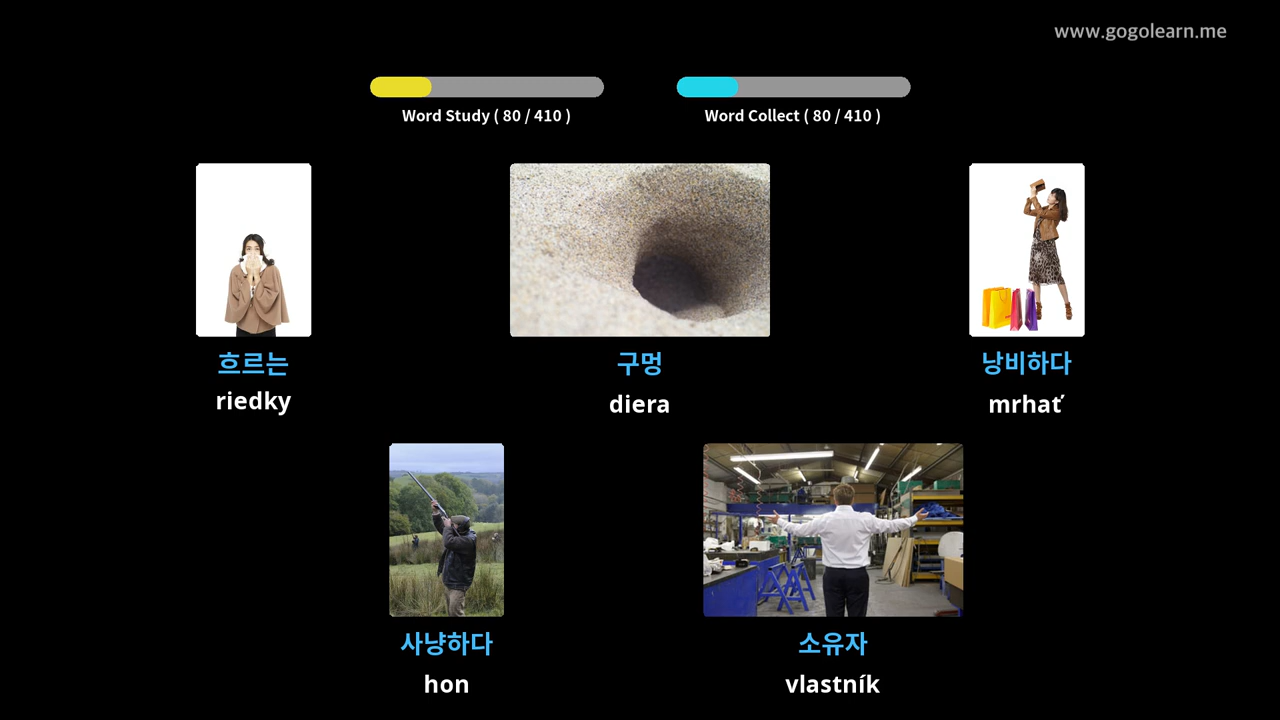 www.gogolearn.me
Word Study ( 80 / 410 )
Word Collect ( 80 / 410 )
흐르는
riedky
구멍
diera
낭비하다
mrhať
사냥하다
hon
소유자
vlastník